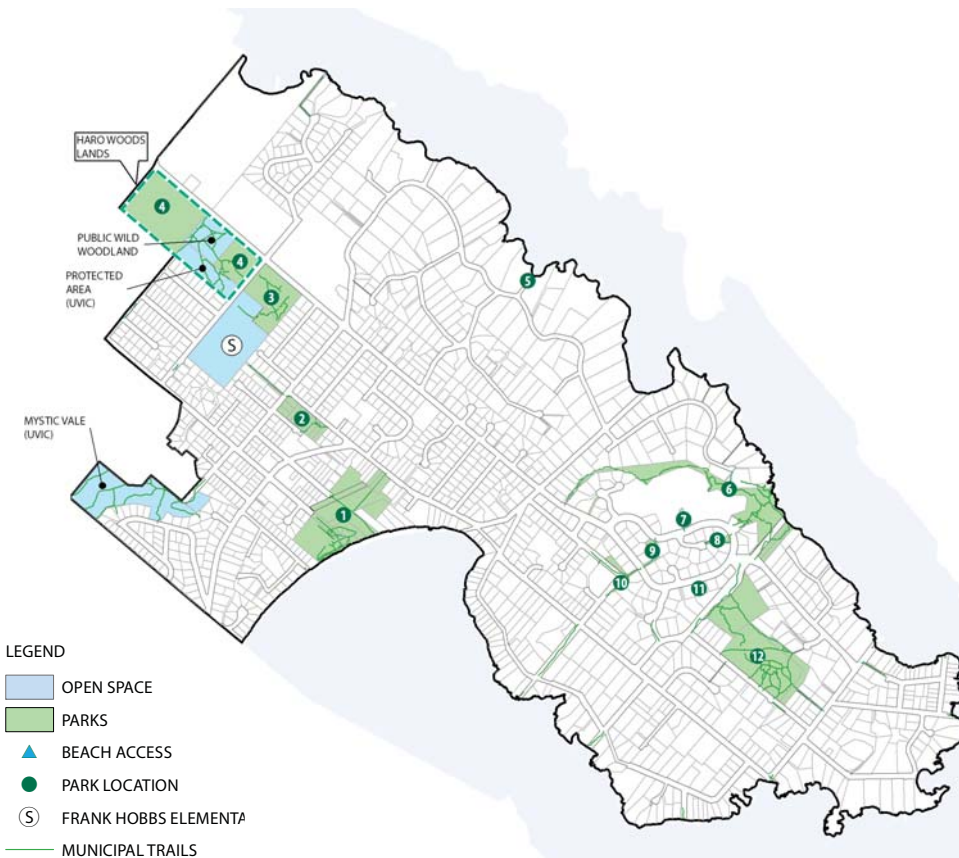 HARO WOODS
LANDS
4
PUBLIC WILD
WOODLAND
4
PROTECTED
AREA
(UVIC)
5
3
S
2
MYSTIC VALE
(UVIC)
6
1
7
8
9
10
11
12
LEGEND
OPEN SPACE
PARKS
BEACH ACCESS
PARK LOCATION
S FRANK HOBBS ELEMENTA
MUNICIPAL TRAILS